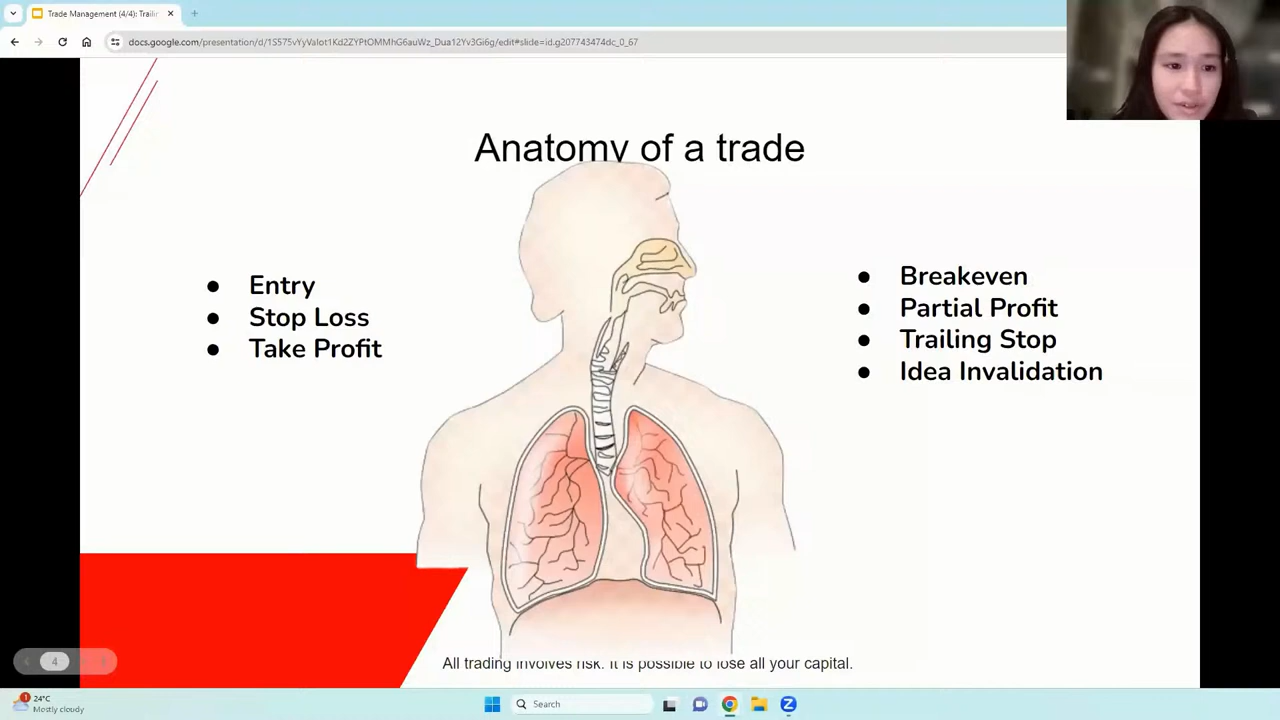 Trade Management (4/4): Traili
docs.google.com/presentation/d/1S575vYyValot1Kd2ZYPtOMMhG6auWz_Dua12Yv3Gi6g/edit#slide=id.g207743474dc_0_67
Anatomy of a trade
Entry
Stop Loss
Take Profit
Breakeven
Partial Profit
Trailing Stop
Idea Invalidation
All trading involves risk. It is possible to lose all your capital.
4
1
24°C
Mostly cloudy
Search